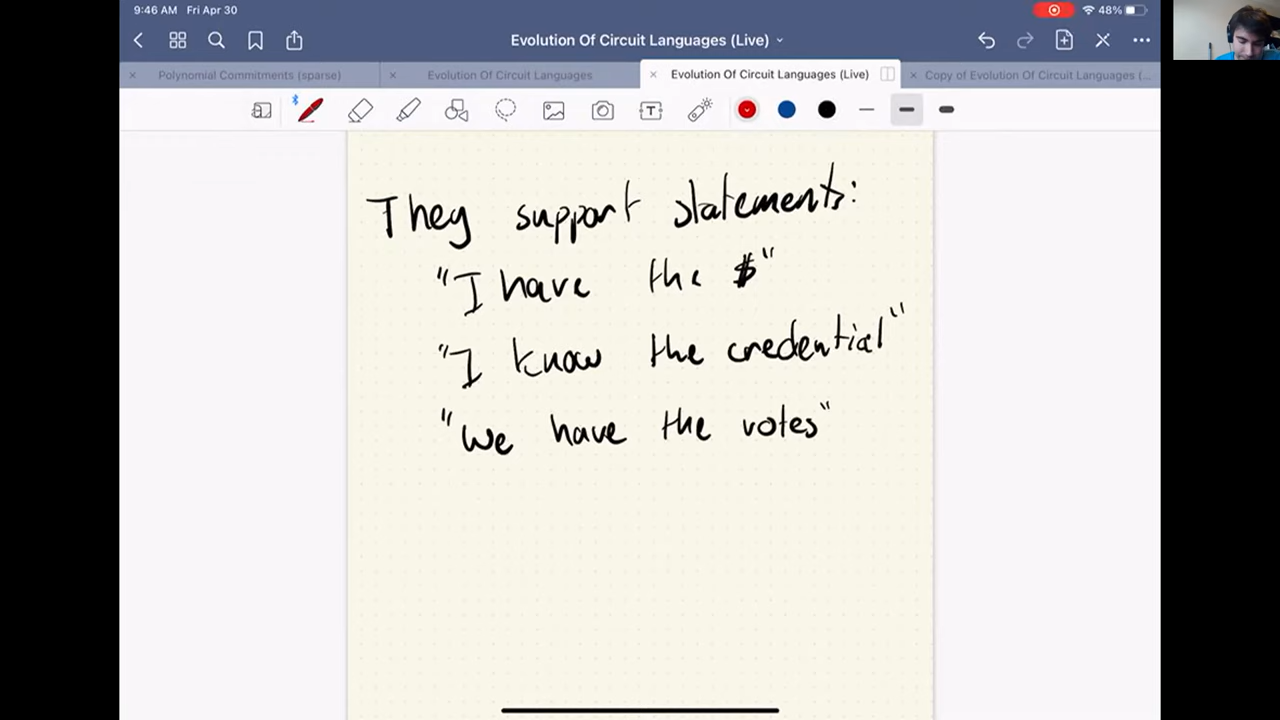 9:46 AM Fri Apr 30
48%
Evolution Of Circuit Languages (Live)
Polynomial Commitments (sparse)
Evolution Of Circuit Languages
Evolution Of Circuit Languages (Live)
Copy of Evolution Of Circuit Languages (...
T
They support statements:
"I have the $"
"I know the credential"
"We have the votes"